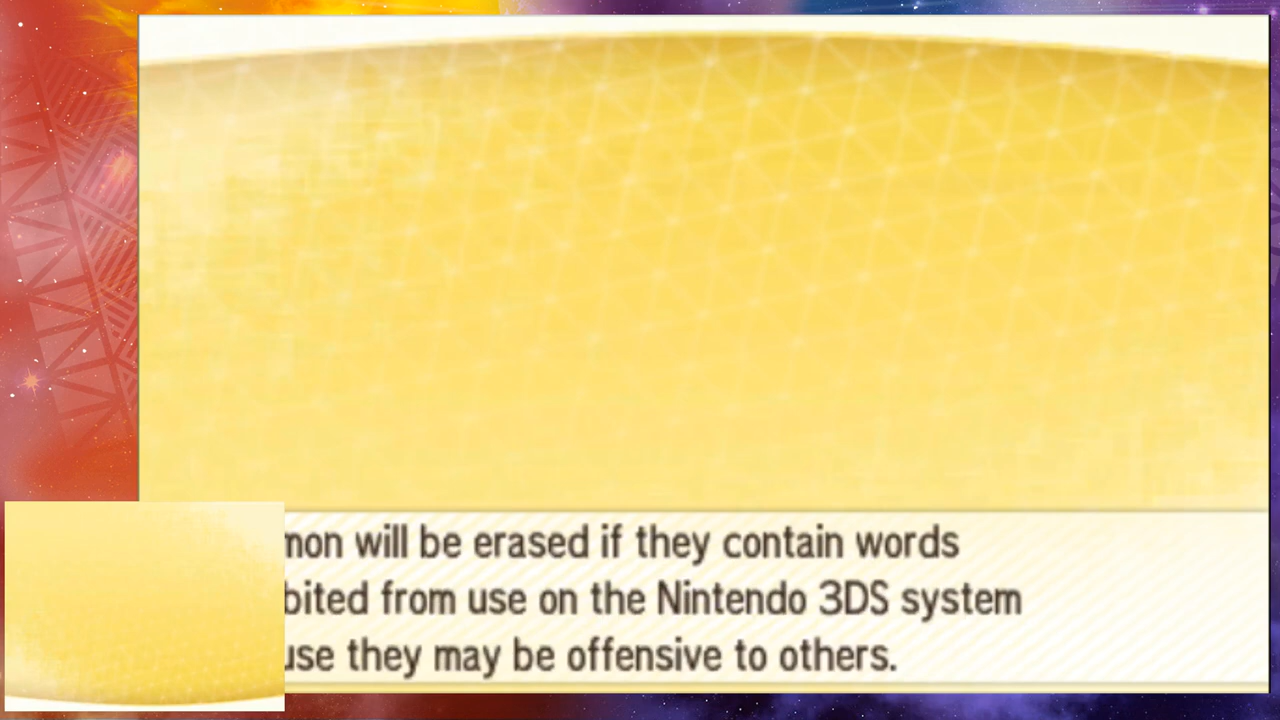 mon will be erased if they contain words
bited from use on the Nintendo 3DS system
use they may be offensive to others.